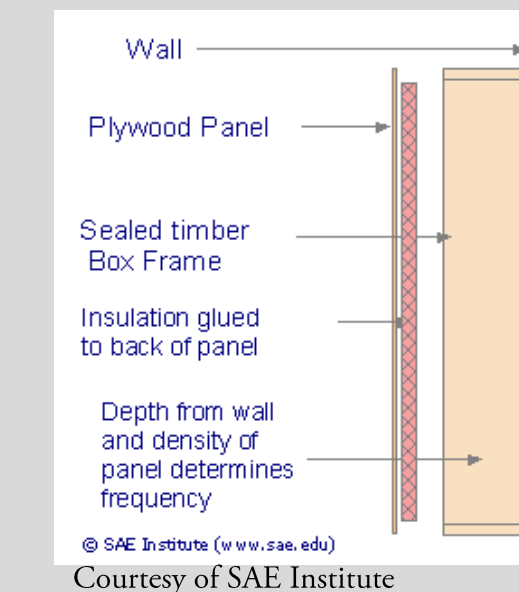 Wall
Plywood Panel
Sealed timber
Box Frame
Insulation glued
to back of panel
Depth from wall
and density of
panel determines
frequency
© SAE Institute (www.sae.edu)
Courtesy of SAE Institute